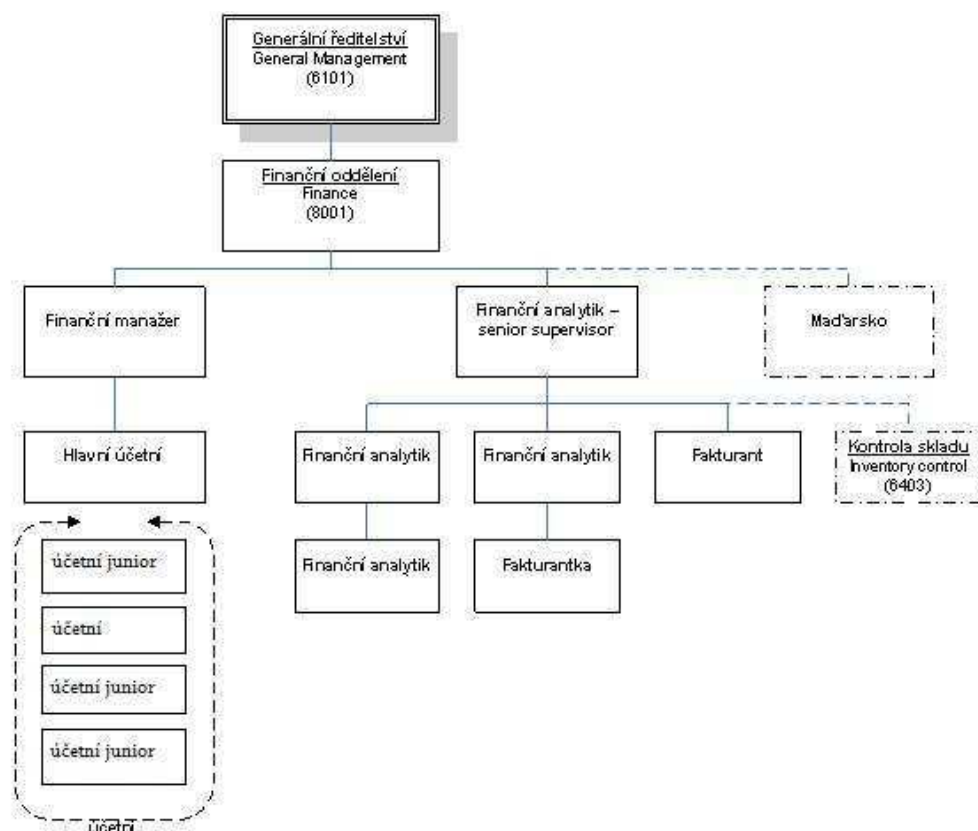 Generální ředitelství
General Management
(6101)
Finanční oddělení
Finance
(8001)
Finanční manažer
Finanční analytik –
senior supervisor
Maďarsko
Hlavní účetní
Finanční analytik
Finanční analytik
Fakturant
Kontrola skladu
Inventory control
(6403)
Finanční analytik
Fakturantka
účetní junior
účetní
účetní junior
účetní junior
účetní